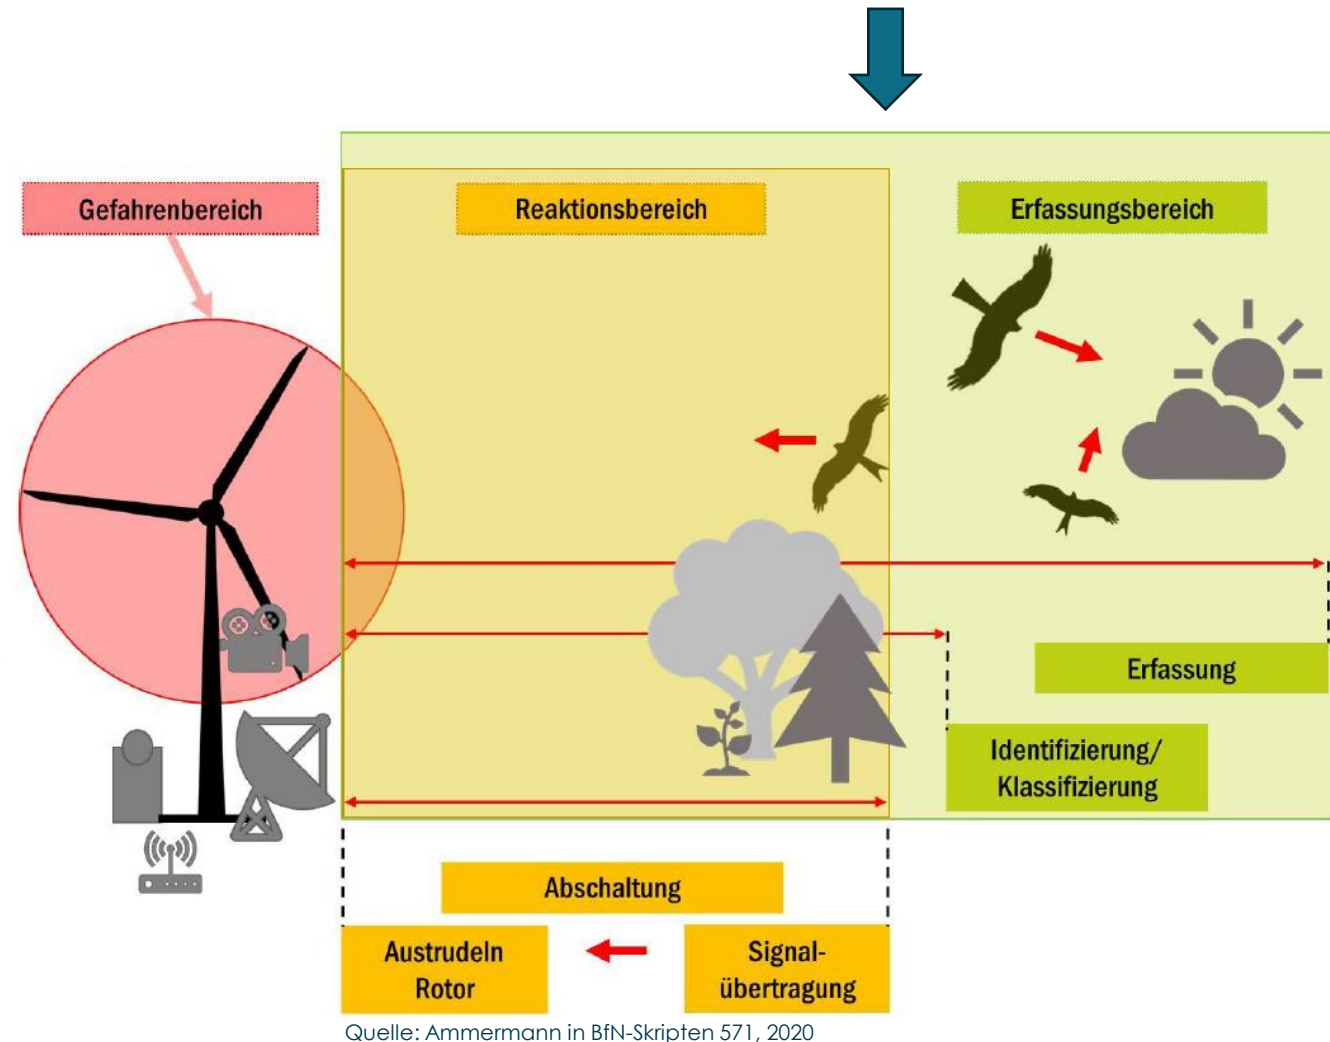 Gefahrenbereich
Reaktionsbereich
Erfassungsbereich
Erfassung
Identifizierung/
Klassifizierung
Abschaltung
Austrudeln
Rotor
Signal-
übertragung
Quelle: Ammermann in BfN-Skripten 571, 2020